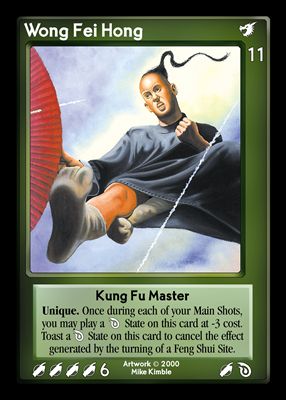 Wong Fei Hong
11
Kung Fu Master
Unique. Once during each of your Main Shots,
you may play a State on this card at -3 cost.
Toast a State on this card to cancel the effect
generated by the turning of a Feng Shui Site.
6
Artwork © 2000
Mike Kimble